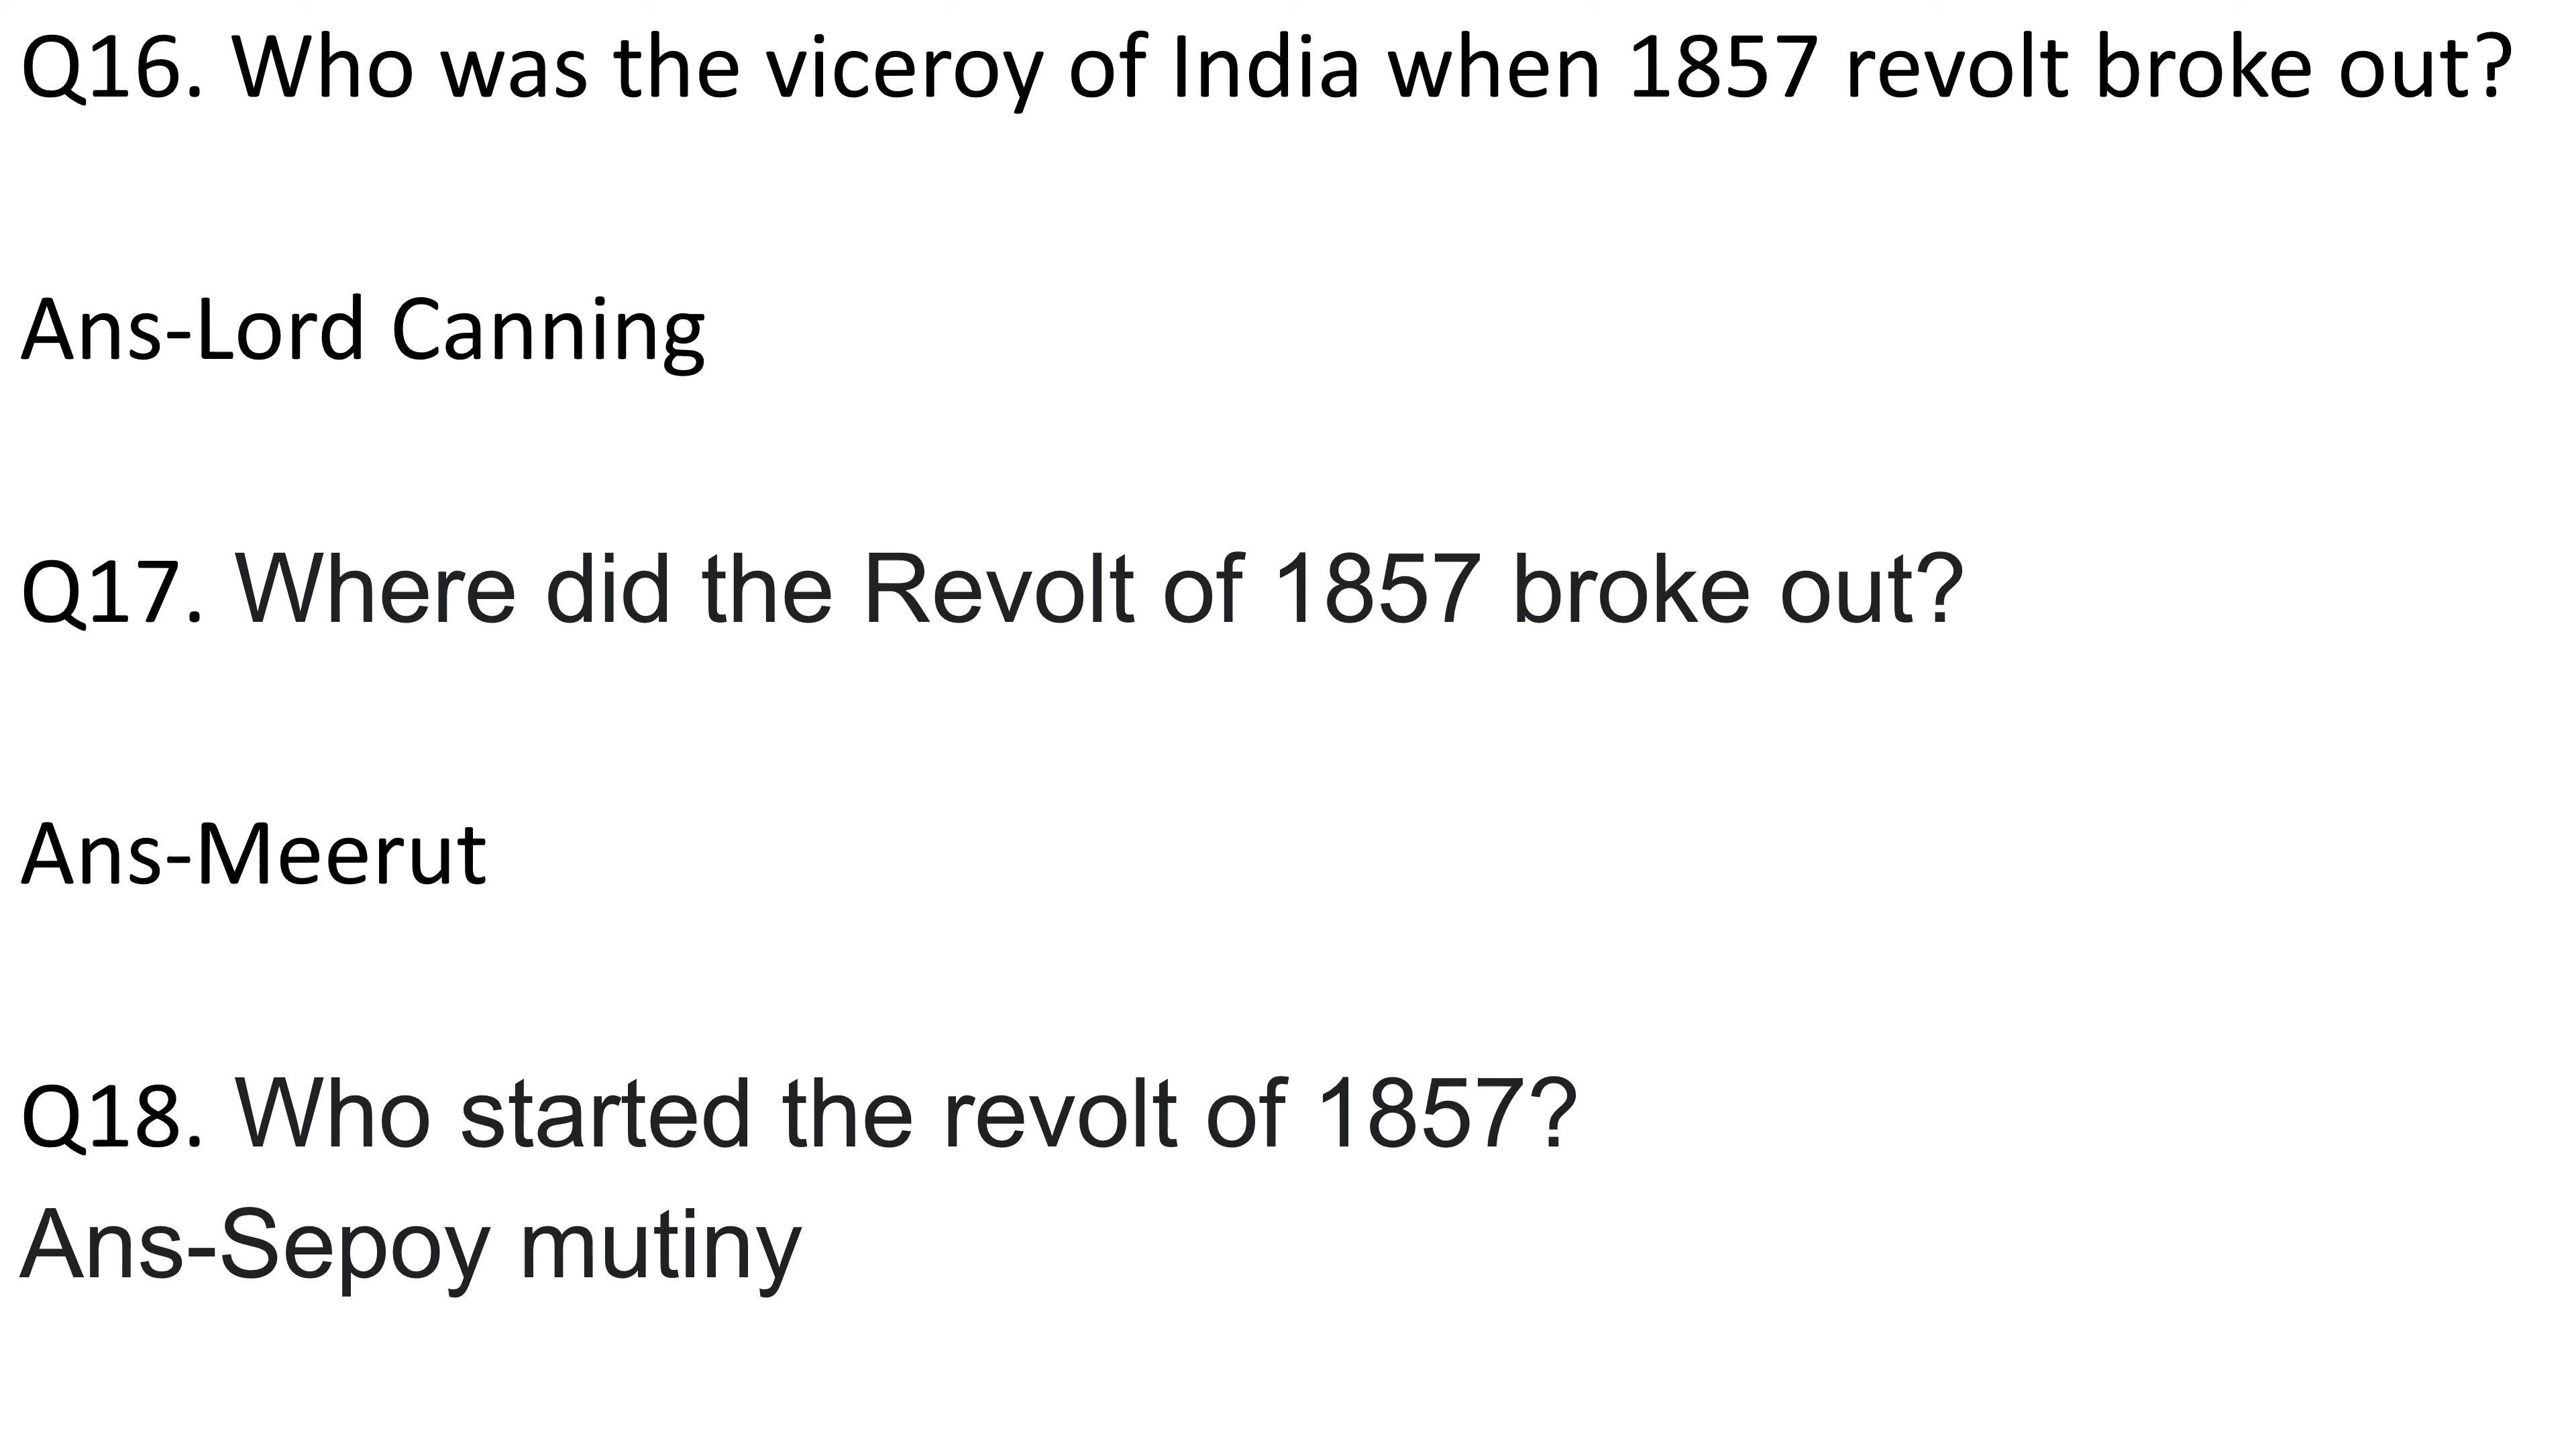 Q16. Who was the viceroy of India when 1857 revolt broke out?
Ans-Lord Canning
Q17. Where did the Revolt of 1857 broke out?
Ans-Meerut
Q18. Who started the revolt of 1857?
Ans-Sepoy mutiny